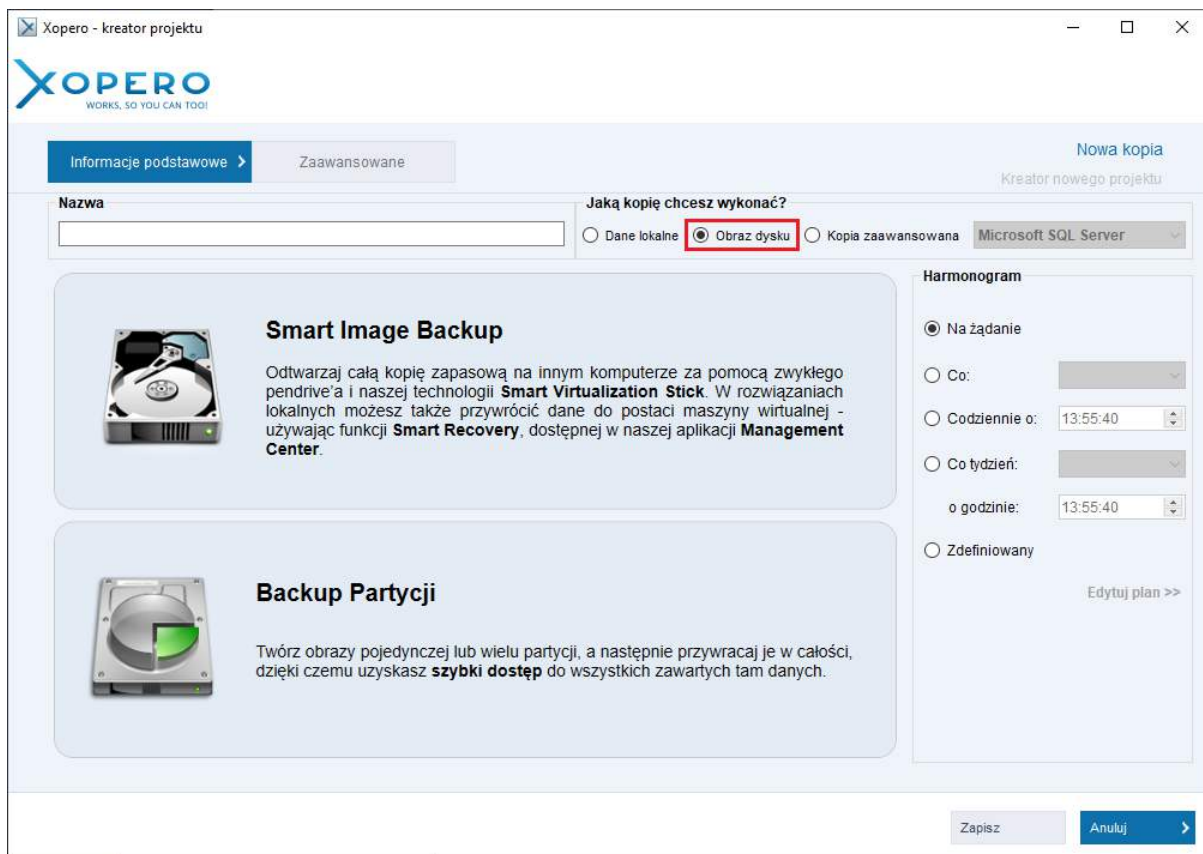 Xopero - kreator projektu
XOPERO
WORKS, SO YOU CAN TOO!
Informacje podstawowe
Zaawansowane
Nowa kopia
Kreator nowego projektu
Nazwa
Jaką kopię chcesz wykonać?
Dane lokalne
Obraz dysku
Kopia zaawansowana
Microsoft SQL Server
Smart Image Backup
Odtwarzaj całą kopię zapasową na innym komputerze za pomocą zwykłego
pendrive'a i naszej technologii Smart Virtualization Stick. W rozwiązaniach
lokalnych możesz także przywrócić dane do postaci maszyny wirtualnej -
używając funkcji Smart Recovery, dostępnej w naszej aplikacji Management
Center.
Backup Partycji
Twórz obrazy pojedynczej lub wielu partycji, a następnie przywracaj je w całości,
dzięki czemu uzyskasz szybki dostęp do wszystkich zawartych tam danych.
Harmonogram
Na żądanie
Co:
Codziennie o:
13:55:40
Co tydzień:
o godzinie:
13:55:40
Zdefiniowany
Edytuj plan >>
Zapisz
Anuluj